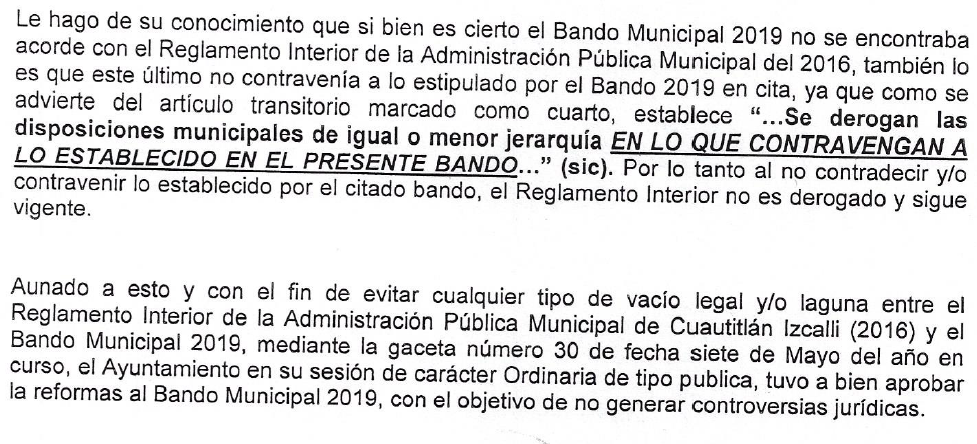 Le hago de su conocimiento que si bien es cierto el Bando Municipal 2019 no se encontraba
acorde con el Reglamento Interior de la Administración Pública Municipal del 2016, también lo
es que este último no contravenía a lo estipulado por el Bando 2019 en cita, ya que como se
advierte del artículo transitorio marcado como cuarto, establece “...Se derogan las
disposiciones municipales de igual o menor jerarquía EN LO QUE CONTRAVENGAN A
LO ESTABLECIDO EN EL PRESENTE BANDO...” (sic). Por lo tanto al no contradecir y/o
contravenir lo establecido por el citado bando, el Reglamento Interior no es derogado y sigue
vigente.
Aunado a esto y con el fin de evitar cualquier tipo de vacío legal y/o laguna entre el
Reglamento Interior de la Administración Pública Municipal de Cuautitlán Izcalli (2016) y el
Bando Municipal 2019, mediante la gaceta número 30 de fecha siete de Mayo del año en
curso, el Ayuntamiento en su sesión de carácter Ordinaria de tipo publica, tuvo a bien aprobar
la reformas al Bando Municipal 2019, con el objetivo de no generar controversias jurídicas.